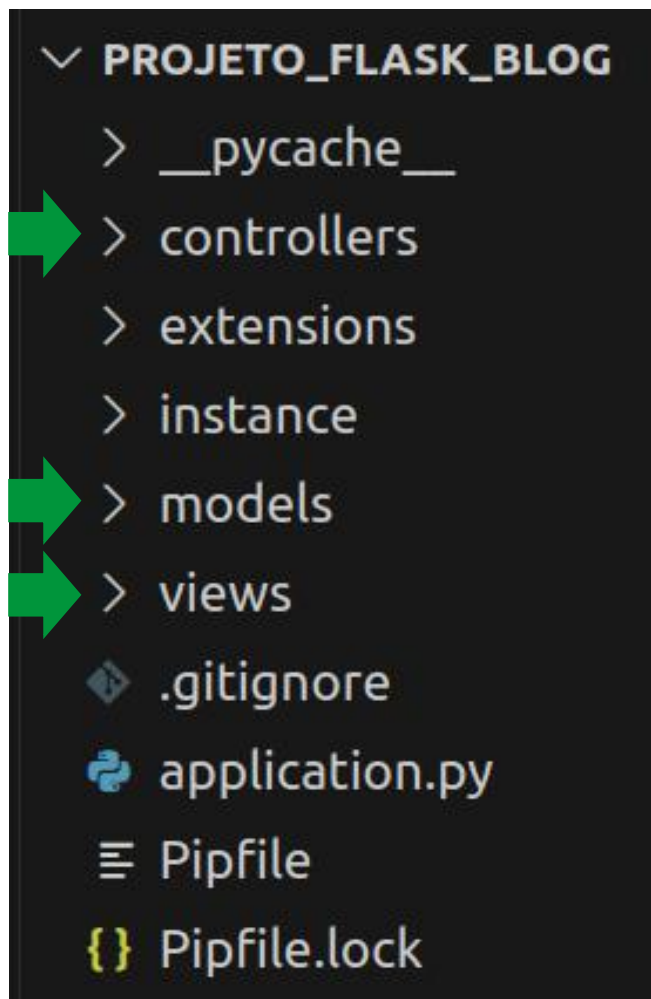 PROJETO_FLASK_BLOG
__pycache__
controllers
extensions
instance
models
views
.gitignore
application.py
Pipfile
{} Pipfile.lock